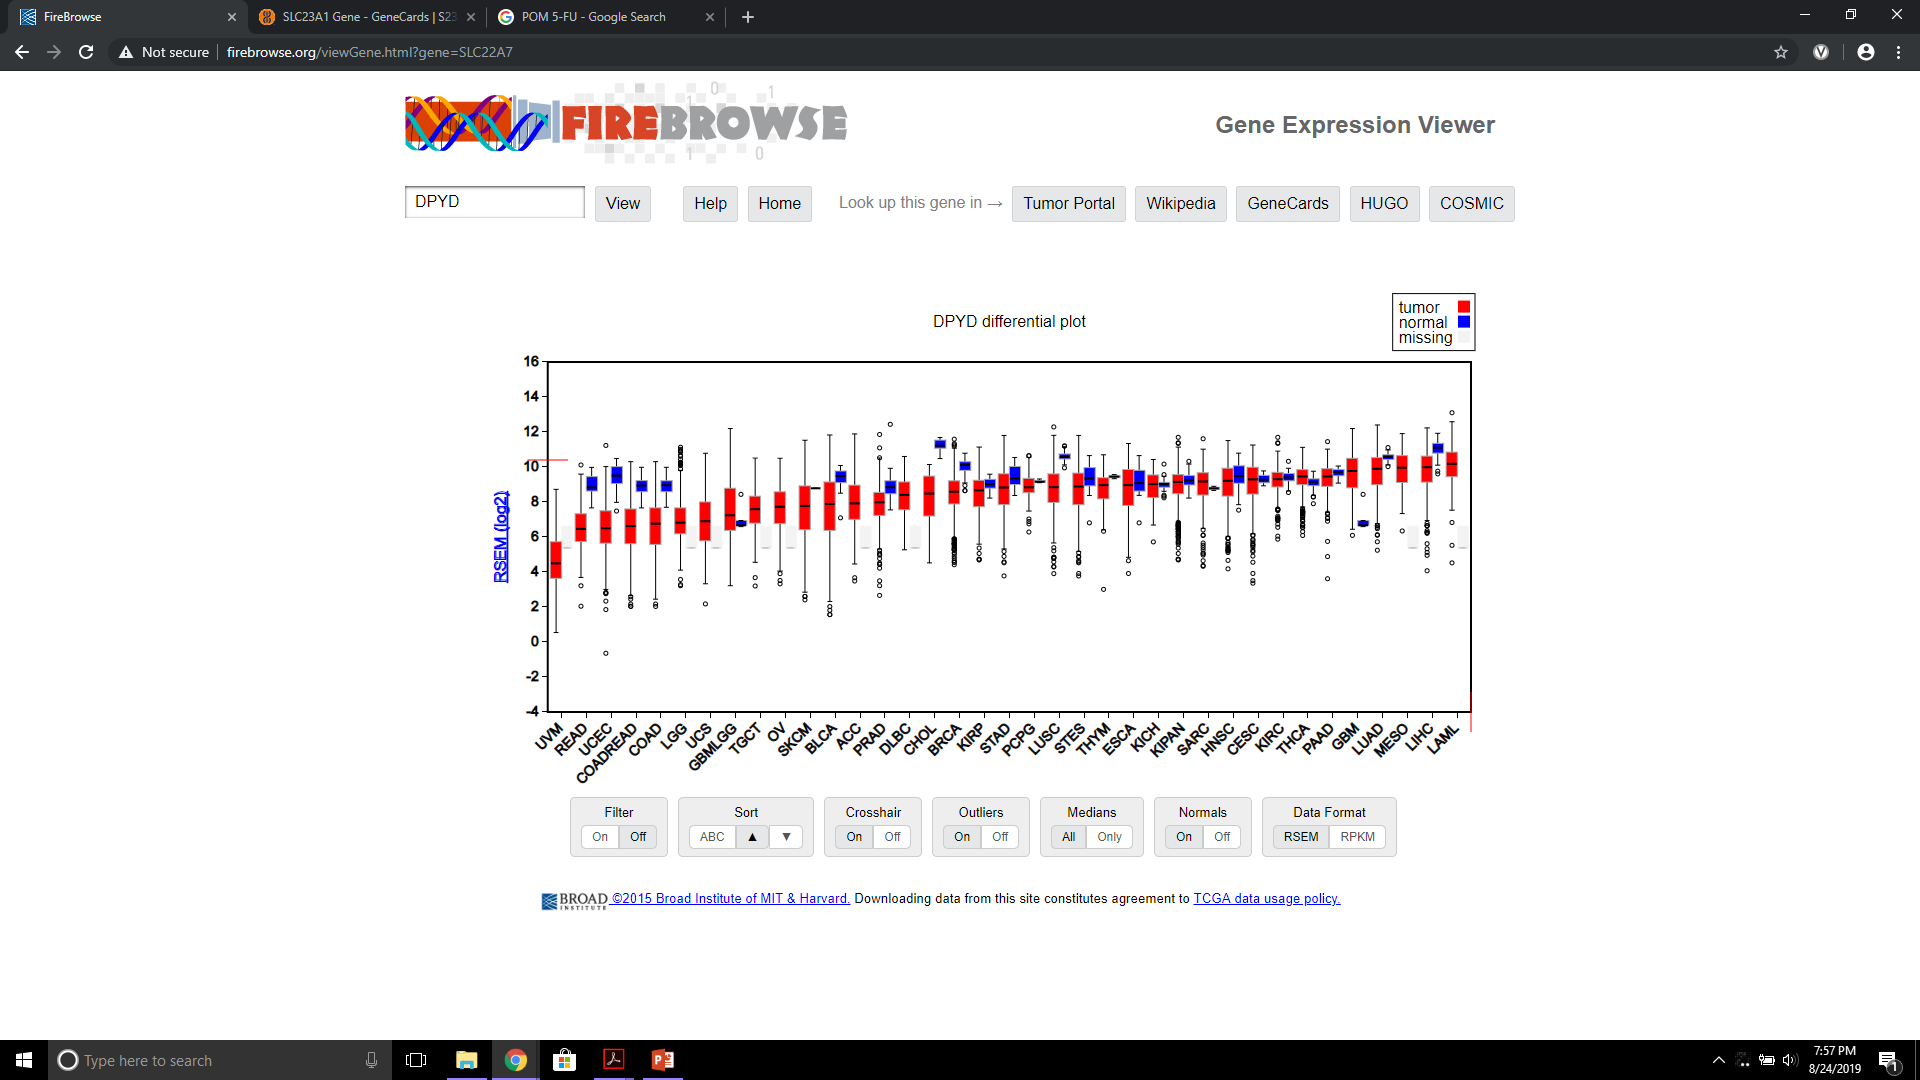 FireBrowse
SLC23A1 Gene - GeneCards | S23
POM 5-FU - Google Search
Not secure
firebrowse.org/viewGene.html?gene=SLC22A7
FIREBROWSE
Gene Expression Viewer
DPYD
View
Help
Home
Look up this gene in →
Tumor Portal
Wikipedia
GeneCards
HUGO
COSMIC
tumor
normal
missing
DPYD differential plot
RSEM (log2)
16
14
12
10
8
6
4
2
0
-2
-4
UVM
READ
UCEC
COADREAD
COAD
LGG
UCS
GBMLGG
TGCT
OV
SKCM
BLCA
ACC
PRAD
DLBC
CHOL
BRCA
KIRP
STAD
PCPG
LUSC
STES
THYM
ESCA
KICH
KIPAN
SARC
HNSC
CESC
KIRC
THCA
PAAD
GBM
LUAD
MESO
LIHC
LAML
Filter
On Off
Sort
ABC ▲ ▼
Crosshair
On Off
Outliers
On Off
Medians
All Only
Normals
On Off
Data Format
RSEM RPKM
BROAD INSTITUTE ©2015 Broad Institute of MIT & Harvard. Downloading data from this site constitutes agreement to TCGA data usage policy.
Type here to search
7:57 PM
8/24/2019
1